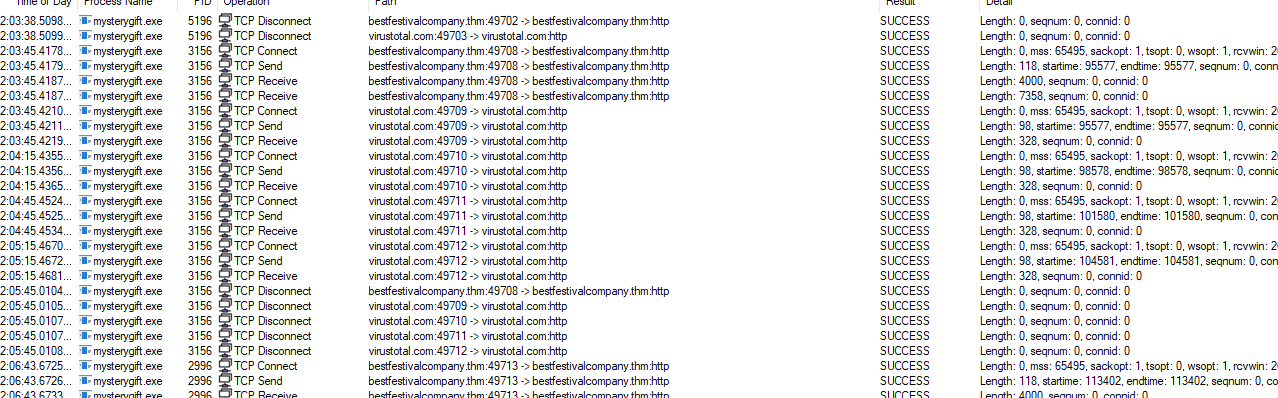 Time of Day Process Name PID Operation Path Result Detail
2:03:38.5098... mysterygift.exe 5196 TCP Disconnect bestfestivalcompany.thm:49702 -> bestfestivalcompany.thm:http SUCCESS Length: 0, seqnum: 0, connid: 0
2:03:38.5099... mysterygift.exe 5196 TCP Disconnect virustotal.com:49703 -> bestfestivalcompany.thm:http SUCCESS Length: 0, seqnum: 0, connid: 0
2:03:45.4178... mysterygift.exe 3156 TCP Connect bestfestivalcompany.thm:49708 -> bestfestivalcompany.thm:http SUCCESS Length: 0, mss: 65495, sackopt: 1, tsopt: 0, wsopt: 1, rcvwin: 2
2:03:45.4179... mysterygift.exe 3156 TCP Send bestfestivalcompany.thm:49708 -> bestfestivalcompany.thm:http SUCCESS Length: 118, startime: 95577, endtime: 95577, seqnum: 0, conn
2:03:45.4187... mysterygift.exe 3156 TCP Receive bestfestivalcompany.thm:49708 -> bestfestivalcompany.thm:http SUCCESS Length: 4000, seqnum: 0, connid: 0
2:03:45.4187... mysterygift.exe 3156 TCP Receive bestfestivalcompany.thm:49708 -> bestfestivalcompany.thm:http SUCCESS Length: 7358, seqnum: 0, connid: 0
2:03:45.4210... mysterygift.exe 3156 TCP Connect virustotal.com:49709 -> virustotal.com:http SUCCESS Length: 0, mss: 65495, sackopt: 1, tsopt: 0, wsopt: 1, rcvwin: 2
2:03:45.4211... mysterygift.exe 3156 TCP Send virustotal.com:49709 -> virustotal.com:http SUCCESS Length: 98, startime: 95577, endtime: 95577, seqnum: 0, connic
2:03:45.4219... mysterygift.exe 3156 TCP Receive virustotal.com:49709 -> virustotal.com:http SUCCESS Length: 328, seqnum: 0, connid: 0
2:04:15.4355... mysterygift.exe 3156 TCP Connect virustotal.com:49710 -> virustotal.com:http SUCCESS Length: 0, mss: 65495, sackopt: 1, tsopt: 0, wsopt: 1, rcvwin: 2
2:04:15.4356... mysterygift.exe 3156 TCP Send virustotal.com:49710 -> virustotal.com:http SUCCESS Length: 98, startime: 98578, endtime: 98578, seqnum: 0, connic
2:04:15.4365... mysterygift.exe 3156 TCP Receive virustotal.com:49710 -> virustotal.com:http SUCCESS Length: 328, seqnum: 0, connid: 0
2:04:45.4524... mysterygift.exe 3156 TCP Connect virustotal.com:49711 -> virustotal.com:http SUCCESS Length: 0, mss: 65495, sackopt: 1, tsopt: 0, wsopt: 1, rcvwin: 2
2:04:45.4525... mysterygift.exe 3156 TCP Send virustotal.com:49711 -> virustotal.com:http SUCCESS Length: 98, startime: 101580, endtime: 101580, seqnum: 0, con
2:04:45.4534... mysterygift.exe 3156 TCP Receive virustotal.com:49711 -> virustotal.com:http SUCCESS Length: 328, seqnum: 0, connid: 0
2:05:15.4670... mysterygift.exe 3156 TCP Connect virustotal.com:49712 -> virustotal.com:http SUCCESS Length: 0, mss: 65495, sackopt: 1, tsopt: 0, wsopt: 1, rcvwin: 2
2:05:15.4672... mysterygift.exe 3156 TCP Send virustotal.com:49712 -> virustotal.com:http SUCCESS Length: 98, startime: 104581, endtime: 104581, seqnum: 0, con
2:05:15.4681... mysterygift.exe 3156 TCP Receive virustotal.com:49712 -> virustotal.com:http SUCCESS Length: 328, seqnum: 0, connid: 0
2:05:45.0104... mysterygift.exe 3156 TCP Disconnect bestfestivalcompany.thm:49708 -> bestfestivalcompany.thm:http SUCCESS Length: 0, seqnum: 0, connid: 0
2:05:45.0105... mysterygift.exe 3156 TCP Disconnect virustotal.com:49709 -> virustotal.com:http SUCCESS Length: 0, seqnum: 0, connid: 0
2:05:45.0107... mysterygift.exe 3156 TCP Disconnect virustotal.com:49710 -> virustotal.com:http SUCCESS Length: 0, seqnum: 0, connid: 0
2:05:45.0107... mysterygift.exe 3156 TCP Disconnect virustotal.com:49711 -> virustotal.com:http SUCCESS Length: 0, seqnum: 0, connid: 0
2:05:45.0108... mysterygift.exe 3156 TCP Disconnect virustotal.com:49712 -> virustotal.com:http SUCCESS Length: 0, seqnum: 0, connid: 0
2:06:43.6725... mysterygift.exe 2996 TCP Connect bestfestivalcompany.thm:49713 -> bestfestivalcompany.thm:http SUCCESS Length: 0, mss: 65495, sackopt: 1, tsopt: 0, wsopt: 1, rcvwin: 2
2:06:43.6726... mysterygift.exe 2996 TCP Send bestfestivalcompany.thm:49713 -> bestfestivalcompany.thm:http SUCCESS Length: 118, startime: 113402, endtime: 113402, seqnum: 0, co
2:06:43.6733... mysterygift.exe 2996 TCP Receive bestfestivalcompany.thm:49713 -> bestfestivalcompany.thm:http SUCCESS Length: 4000, seqnum: 0, connid: 0